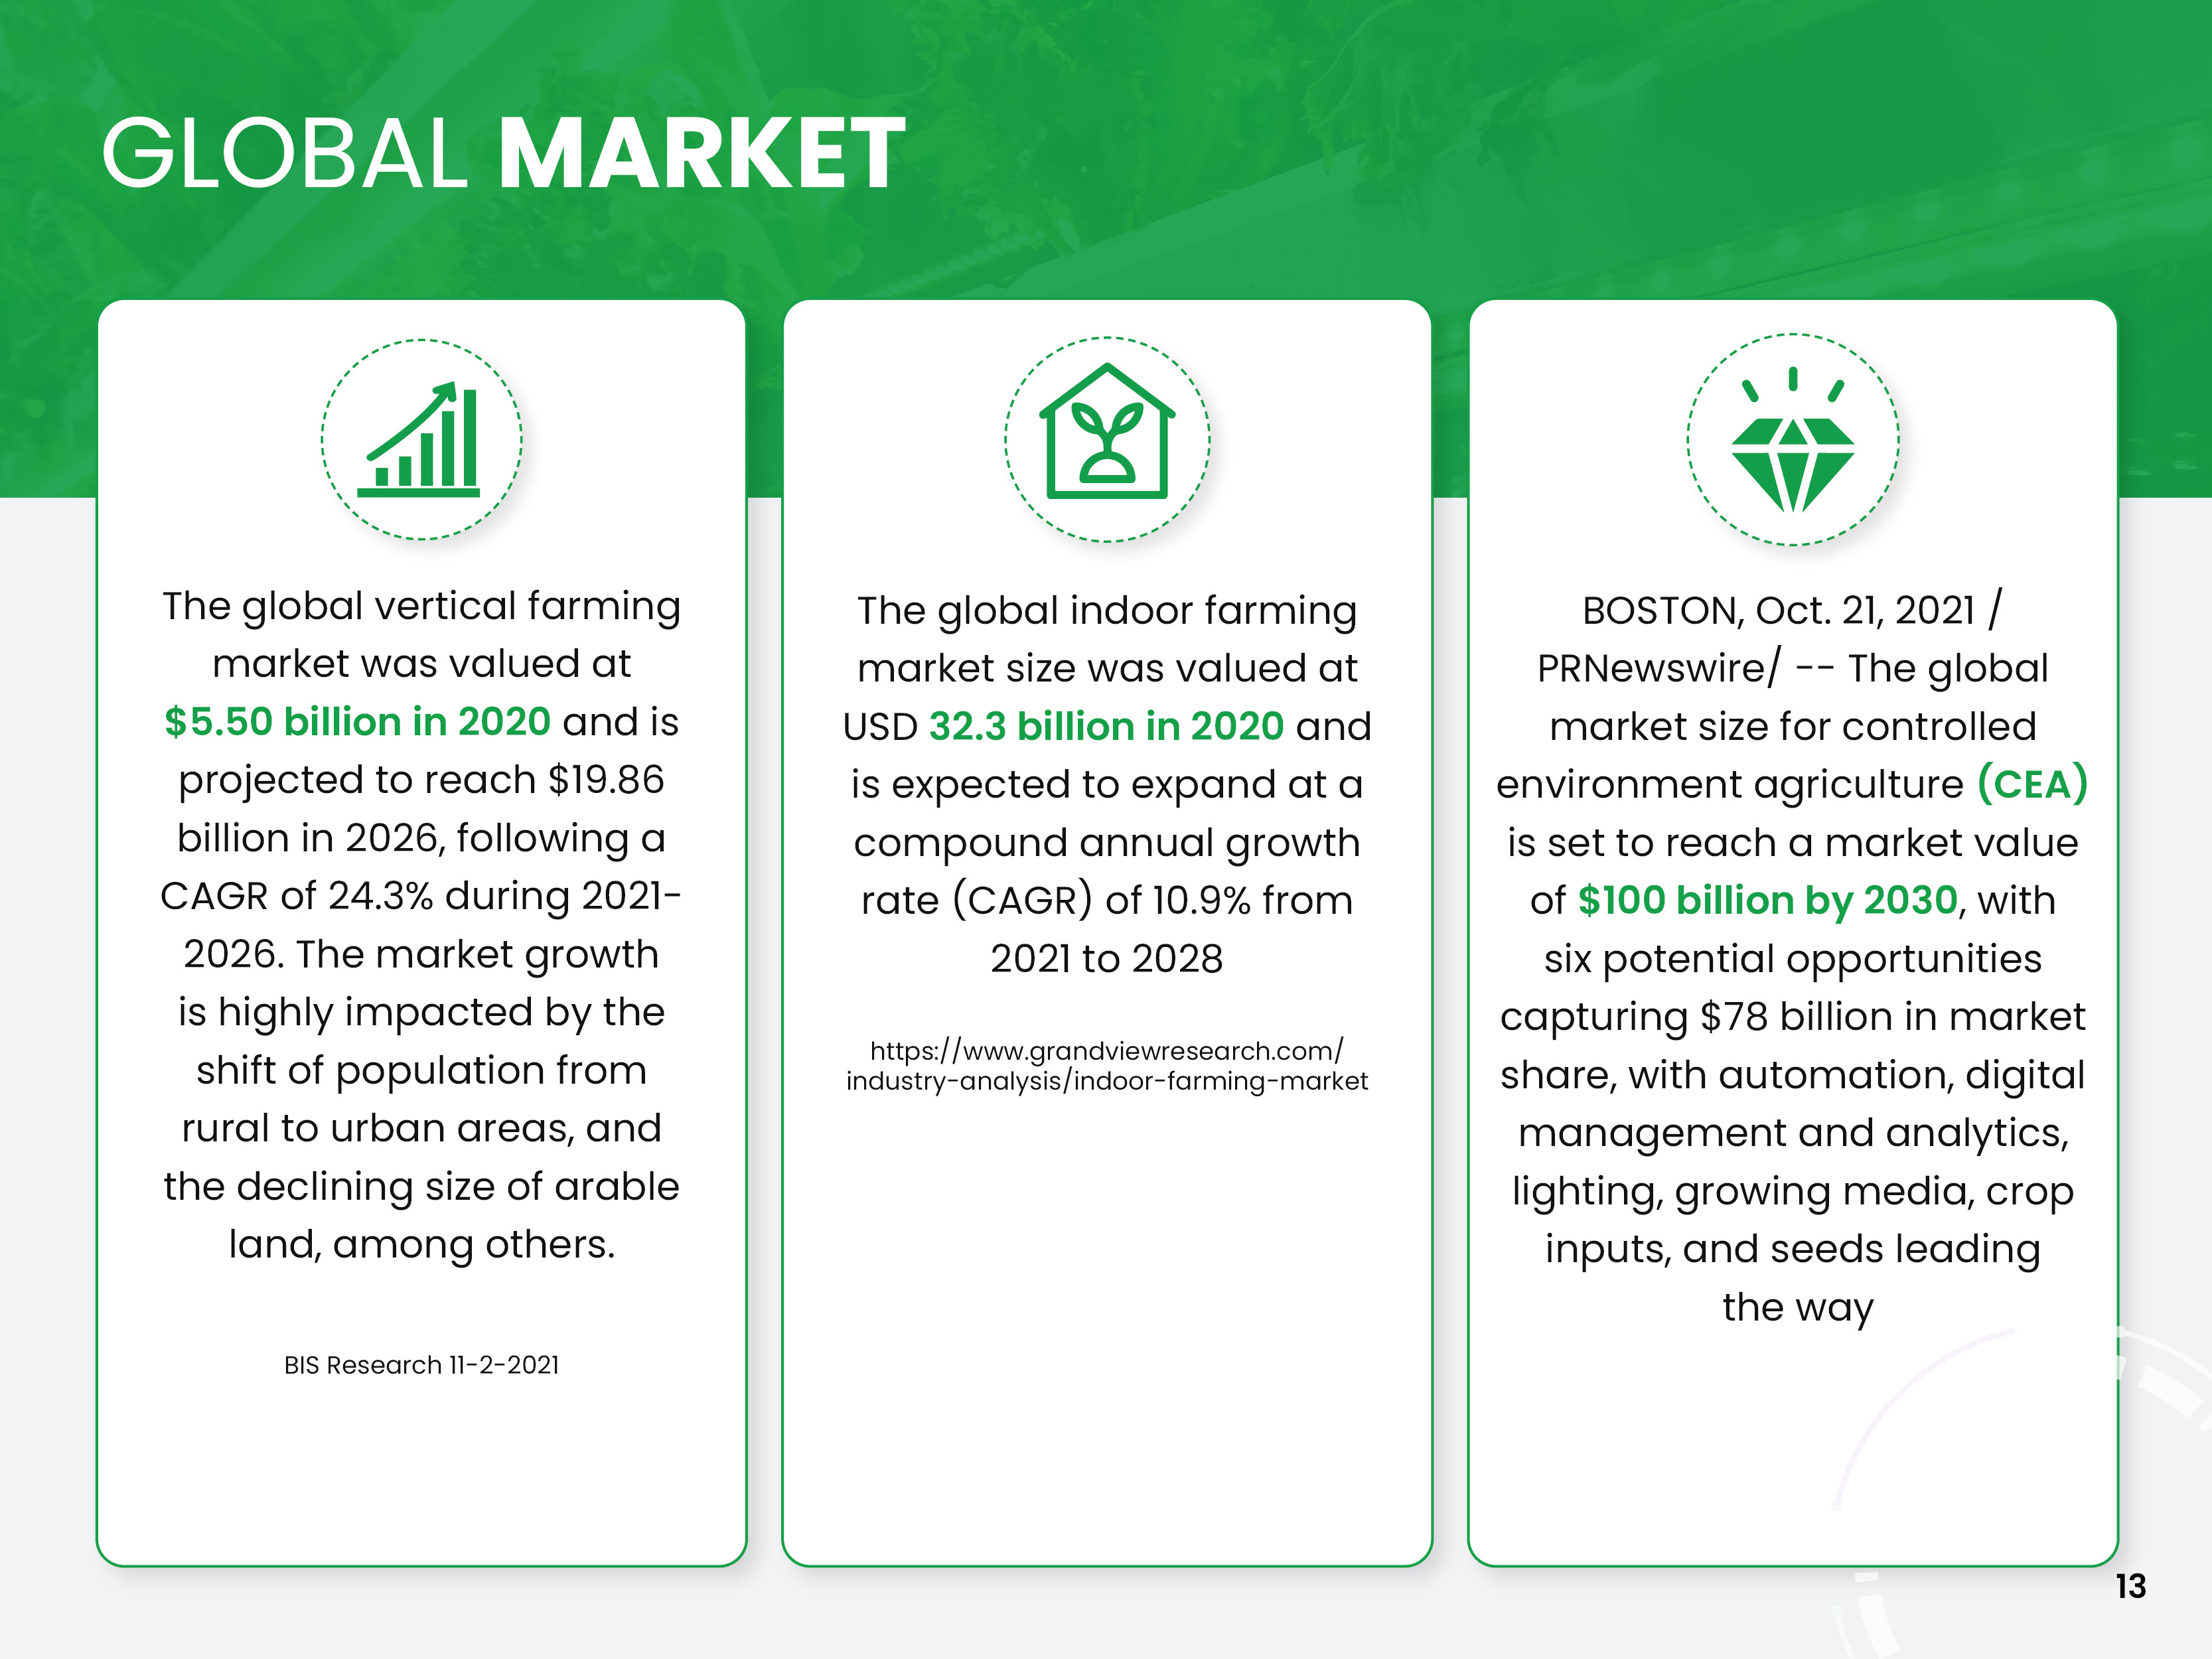 GLOBAL MARKET
The global vertical farming
market was valued at
$5.50 billion in 2020 and is
projected to reach $19.86
billion in 2026, following a
CAGR of 24.3% during 2021-
2026. The market growth
is highly impacted by the
shift of population from
rural to urban areas, and
the declining size of arable
land, among others.
BIS Research 11-2-2021
The global indoor farming
market size was valued at
USD 32.3 billion in 2020 and
is expected to expand at a
compound annual growth
rate (CAGR) of 10.9% from
2021 to 2028
https://www.grandviewresearch.com/
industry-analysis/indoor-farming-market
BOSTON, Oct. 21, 2021 /
PRNewswire/ -- The global
market size for controlled
environment agriculture (CEA)
is set to reach a market value
of $100 billion by 2030, with
six potential opportunities
capturing $78 billion in market
share, with automation, digital
management and analytics,
lighting, growing media, crop
inputs, and seeds leading
the way
13